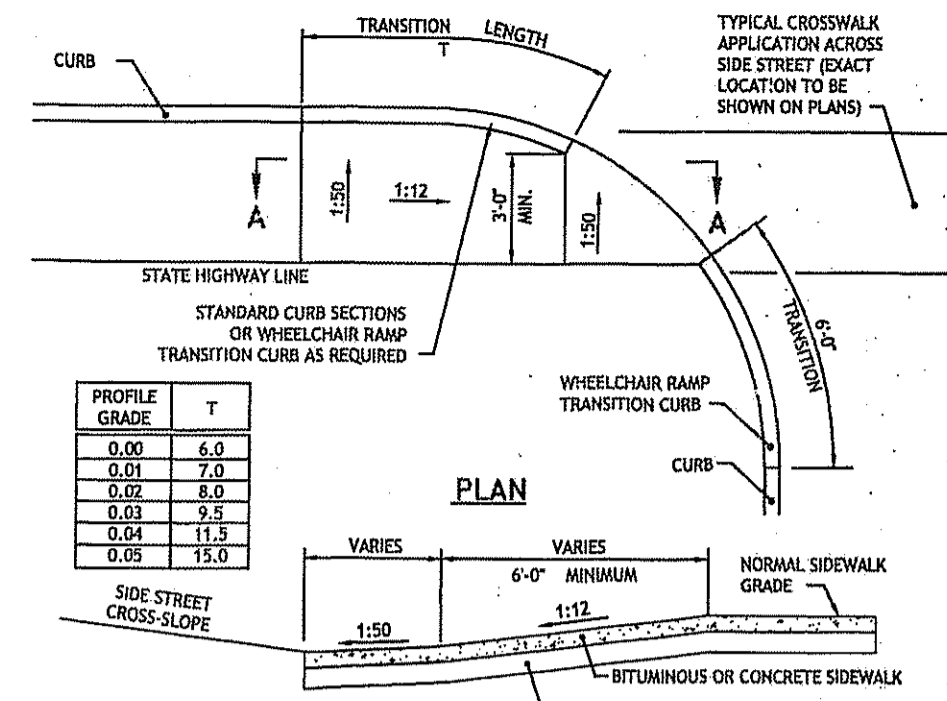 TRANSITION LENGTH
T
CURB
TYPICAL CROSSWALK
APPLICATION ACROSS
SIDE STREET (EXACT
LOCATION TO BE
SHOWN ON PLANS)
A
1:50
1:12
3'-0"
MIN.
1:50
A
STATE HIGHWAY LINE
STANDARD CURB SECTIONS
OR WHEELCHAIR RAMP
TRANSITION CURB AS REQUIRED
6'-0"
TRANSITION
WHEELCHAIR RAMP
TRANSITION CURB
CURB
PROFILE
GRADE
T
0.00 6.0
0.01 7.0
0.02 8.0
0.03 9.5
0.04 11.5
0.05 15.0
PLAN
VARIES
VARIES
6'-0" MINIMUM
NORMAL SIDEWALK
GRADE
SIDE STREET
CROSS-SLOPE
1:50
1:12
BITUMINOUS OR CONCRETE SIDEWALK